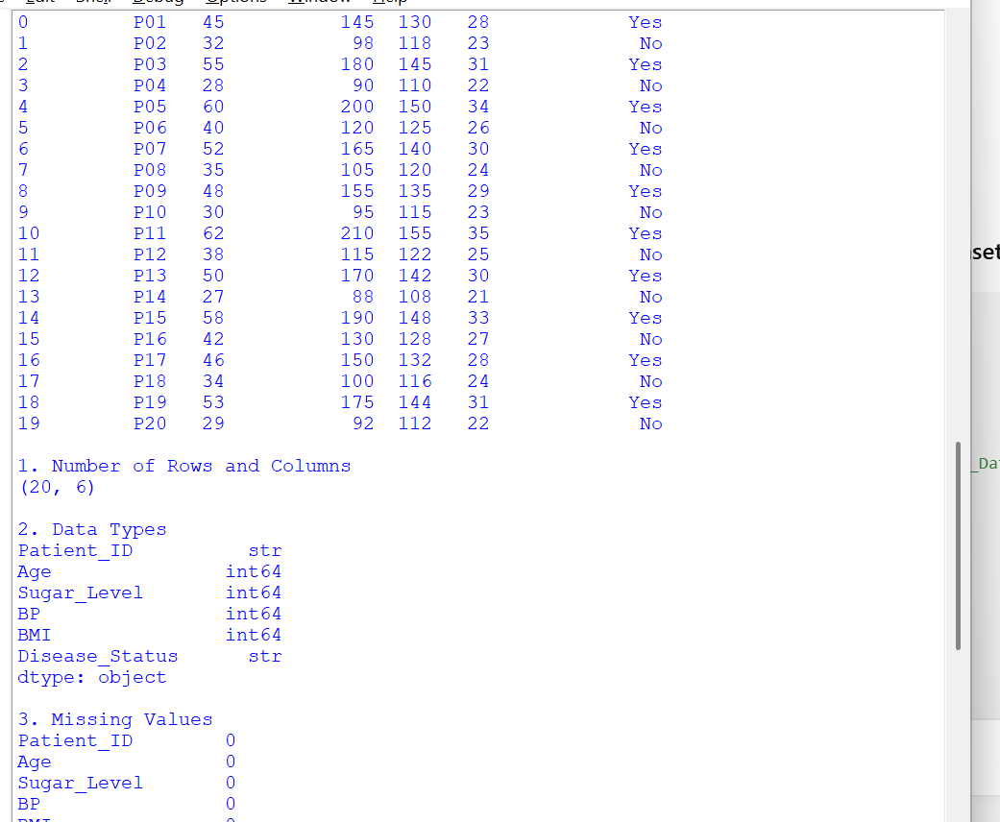 0 P01 45 145 130 28 Yes
1 P02 32 98 118 23 No
2 P03 55 180 145 31 Yes
3 P04 28 90 110 22 No
4 P05 60 200 150 34 Yes
5 P06 40 120 125 26 No
6 P07 52 165 140 30 Yes
7 P08 35 105 120 24 No
8 P09 48 155 135 29 Yes
9 P10 30 95 115 23 No
10 P11 62 210 155 35 Yes
11 P12 38 115 122 25 No
12 P13 50 170 142 30 Yes
13 P14 27 88 108 21 No
14 P15 58 190 148 33 Yes
15 P16 42 130 128 27 No
16 P17 46 150 132 28 Yes
17 P18 34 100 116 24 No
18 P19 53 175 144 31 Yes
19 P20 29 92 112 22 No
1. Number of Rows and Columns
(20, 6)
2. Data Types
Patient_ID str
Age int64
Sugar_Level int64
BP int64
BMI int64
Disease_Status str
dtype: object
3. Missing Values
Patient_ID 0
Age 0
Sugar_Level 0
BP 0
set
_Da